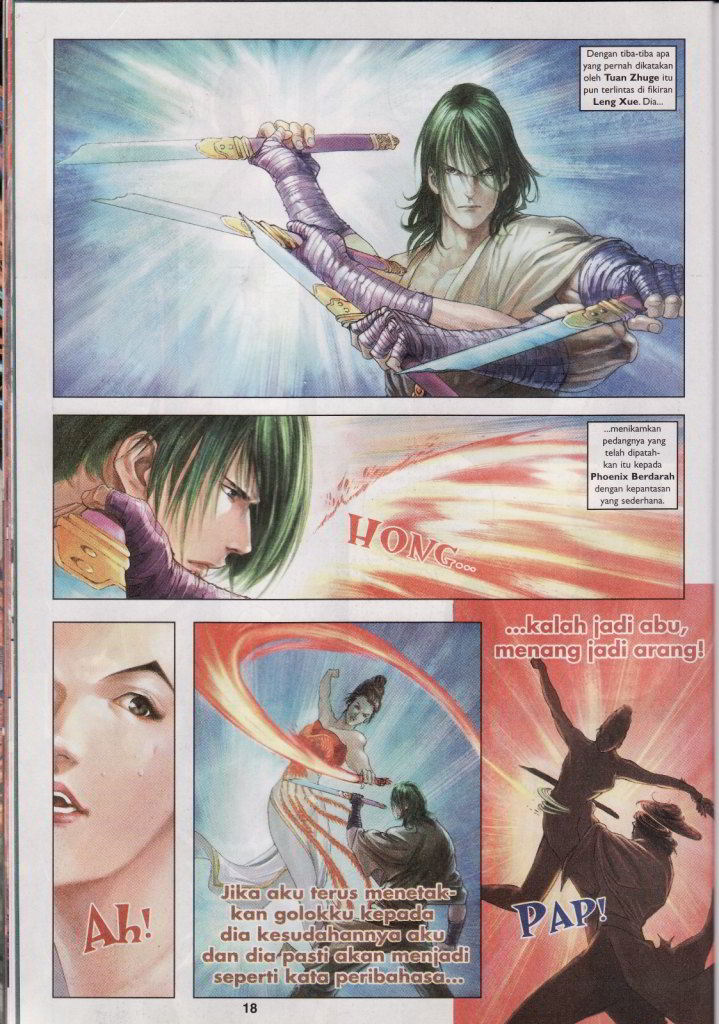 Dengan tiba-tiba apa
yang pernah dikatakan
oleh Tuan Zhuge itu
pun terlintas di fikiran
Leng Xue. Dia...
...menikamkan
pedangnya yang
telah dipatah-
kan itu kepada
Phoenix Berdarah
dengan kepantasan
yang sederhana.
HONG...
Ah!
Jika aku terus menetak-
kan golokku kepada
dia kesudahannya aku
dan dia pasti akan menjadi
seperti kata peribahasa...
...kalah jadi abu,
menang jadi arang!
PAP!
18